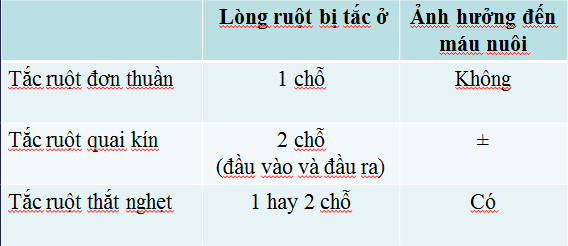 Lòng ruột bị tắc ở
Ảnh hưởng đến
máu nuôi
Tắc ruột đơn thuần
1 chỗ
Không
Tắc ruột quai kín
2 chỗ
(đầu vào và đầu ra)
±
Tắc ruột thắt nghẹt
1 hay 2 chỗ
Có